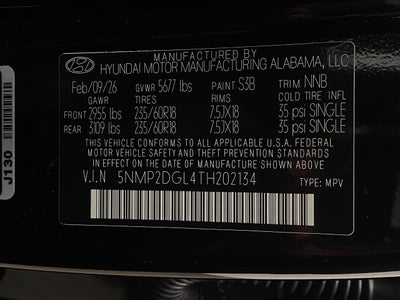 MANUFACTURED BY
HYUNDAI MOTOR MANUFACTURING ALABAMA, LLC
Feb/09/26 GVWR 5677 lbs PAINT S3B TRIM NNB
GAWR TIRES RIMS COLD TIRE INFL
FRONT 2955 lbs 235/60R18 7.5JX18 35 psi SINGLE
REAR 3109 lbs 235/60R18 7.5JX18 35 psi SINGLE
THIS VEHICLE CONFORMS TO ALL APPLICABLE U.S. FEDERAL
MOTOR VEHICLE SAFETY, BUMPER, AND THEFT PREVENTION STANDARDS
IN EFFECT ON THE DATE OF MANUFACTURE SHOWN ABOVE.
V.I.N 5NMP2DGL4TH202134 TYPE: MPV
J130